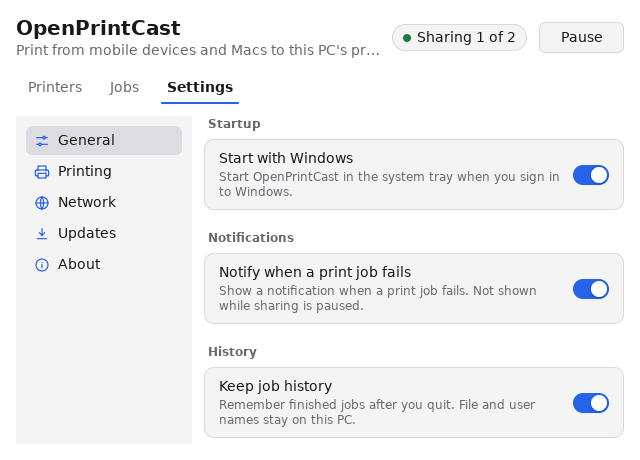 OpenPrintCast
Print from mobile devices and Macs to this PC's pr…
Sharing 1 of 2
Pause
Printers
Jobs
Settings
General
Printing
Network
Updates
About
Startup
Start with Windows
Start OpenPrintCast in the system tray when you sign in
to Windows.
Notifications
Notify when a print job fails
Show a notification when a print job fails. Not shown
while sharing is paused.
History
Keep job history
Remember finished jobs after you quit. File and user
names stay on this PC.